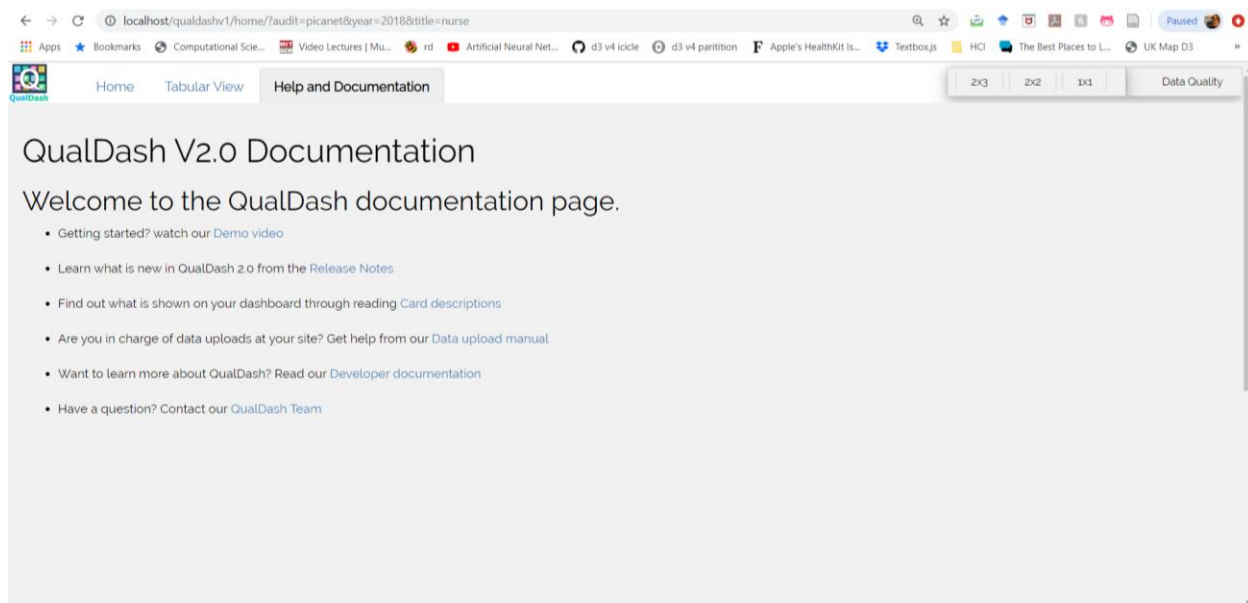 localhost/qualdashv1/home/?audit=picanet&year=2018&title=nurse
Paused
Apps Bookmarks Computational Scie... Video Lectures | Mu... rd Artificial Neural Net... d3 v4 icicle d3 v4 paritition Apple's HealthKit Is... Textbox.js HCI The Best Places to L... UK Map D3 »
QualDash
Home Tabular View Help and Documentation 2x3 2x2 1x1 Data Quality
QualDash V2.0 Documentation
Welcome to the QualDash documentation page.
• Getting started? watch our Demo video
• Learn what is new in QualDash 2.0 from the Release Notes
• Find out what is shown on your dashboard through reading Card descriptions
• Are you in charge of data uploads at your site? Get help from our Data upload manual
• Want to learn more about QualDash? Read our Developer documentation
• Have a question? Contact our QualDash Team